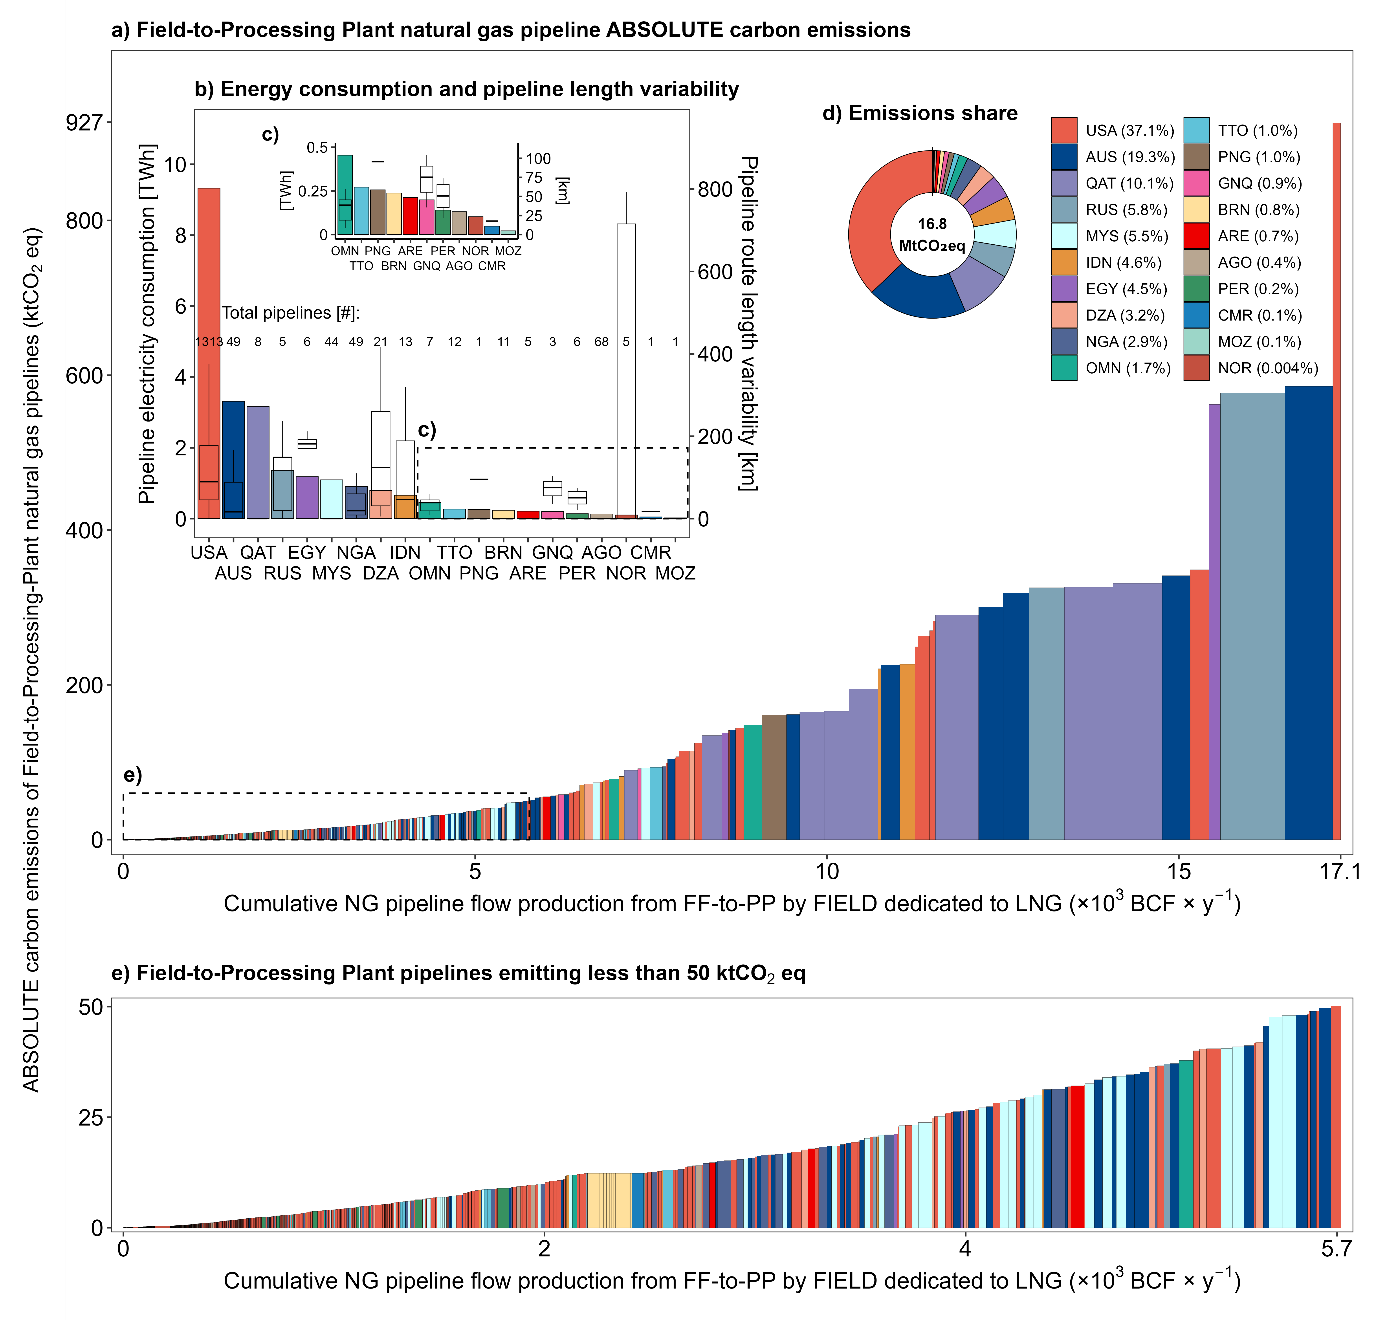 a) Field-to-Processing Plant natural gas pipeline ABSOLUTE carbon emissions
ABSOLUTE carbon emissions of Field-to-Processing-Plant natural gas pipelines (ktCO₂ eq)
927
800
600
400
200
0
b) Energy consumption and pipeline length variability
Pipeline electricity consumption [TWh]
10
8
6
4
2
0
Pipeline route length variability [km]
800
600
400
200
0
c)
[TWh]
0.5
0.25
0
[km]
100
75
50
25
0
OMN PNG ARE PER NOR MOZ
TTO BRN GNQ AGO CMR
Total pipelines [#]:
1313 49 8 5 6 44 49 21 13 7 12 1 11 5 3 6 68 5 1 1
c)
USA QAT EGY NGA IDN TTO BRN GNQ AGO CMR
AUS RUS MYS DZA OMN PNG ARE PER NOR MOZ
d) Emissions share
16.8
MtCO₂eq
USA (37.1%)
AUS (19.3%)
QAT (10.1%)
RUS (5.8%)
MYS (5.5%)
IDN (4.6%)
EGY (4.5%)
DZA (3.2%)
NGA (2.9%)
OMN (1.7%)
TTO (1.0%)
PNG (1.0%)
GNQ (0.9%)
BRN (0.8%)
ARE (0.7%)
AGO (0.4%)
PER (0.2%)
CMR (0.1%)
MOZ (0.1%)
NOR (0.004%)
e)
0 5 10 15 17.1
Cumulative NG pipeline flow production from FF-to-PP by FIELD dedicated to LNG (×10³ BCF × y⁻¹)
e) Field-to-Processing Plant pipelines emitting less than 50 ktCO₂ eq
50
25
0
0 2 4 5.7
Cumulative NG pipeline flow production from FF-to-PP by FIELD dedicated to LNG (×10³ BCF × y⁻¹)